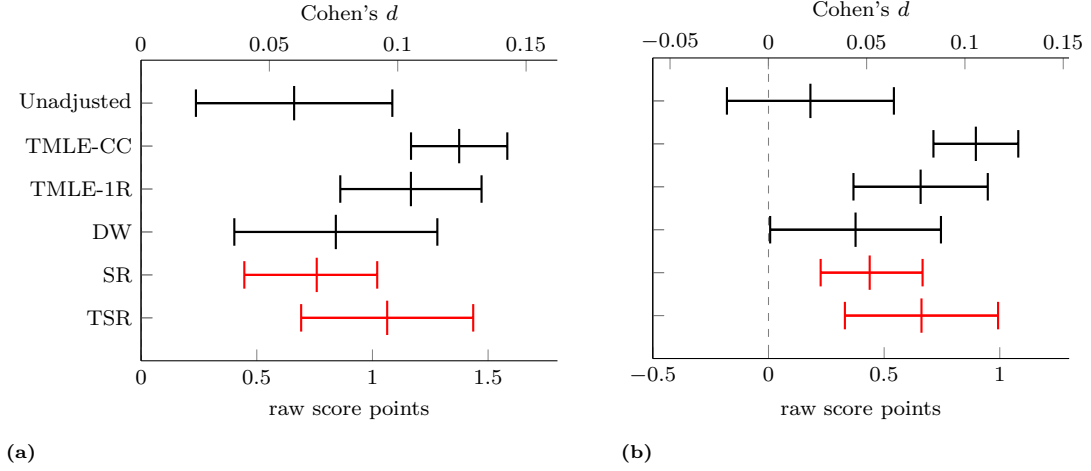 Cohen's d
0 0.05 0.1 0.15
Unadjusted
TMLE-CC
TMLE-1R
DW
SR
TSR
0 0.5 1 1.5
raw score points
(a)
Cohen's d
−0.05 0 0.05 0.1 0.15
−0.5 0 0.5 1
raw score points
(b)